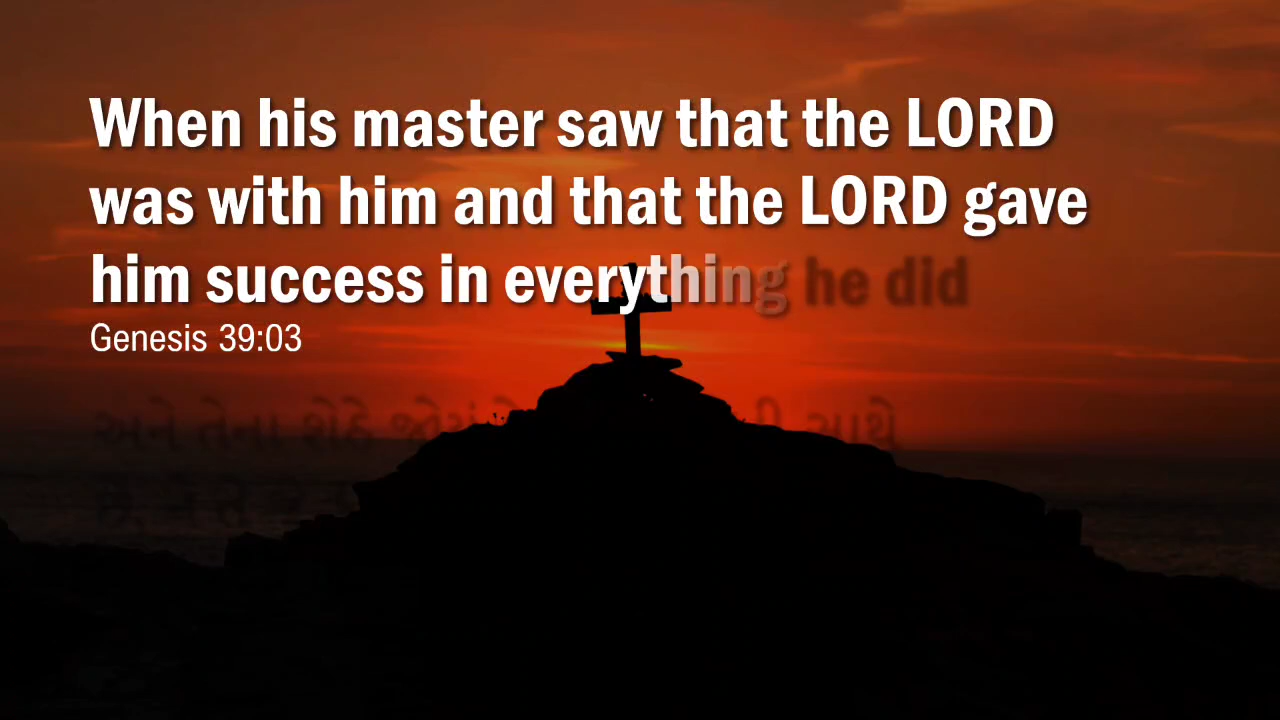 When his master saw that the LORD
was with him and that the LORD gave
him success in everything he did
Genesis 39:03
અને તેના શેઠે જોયું કે સાથે
છે, ને તે